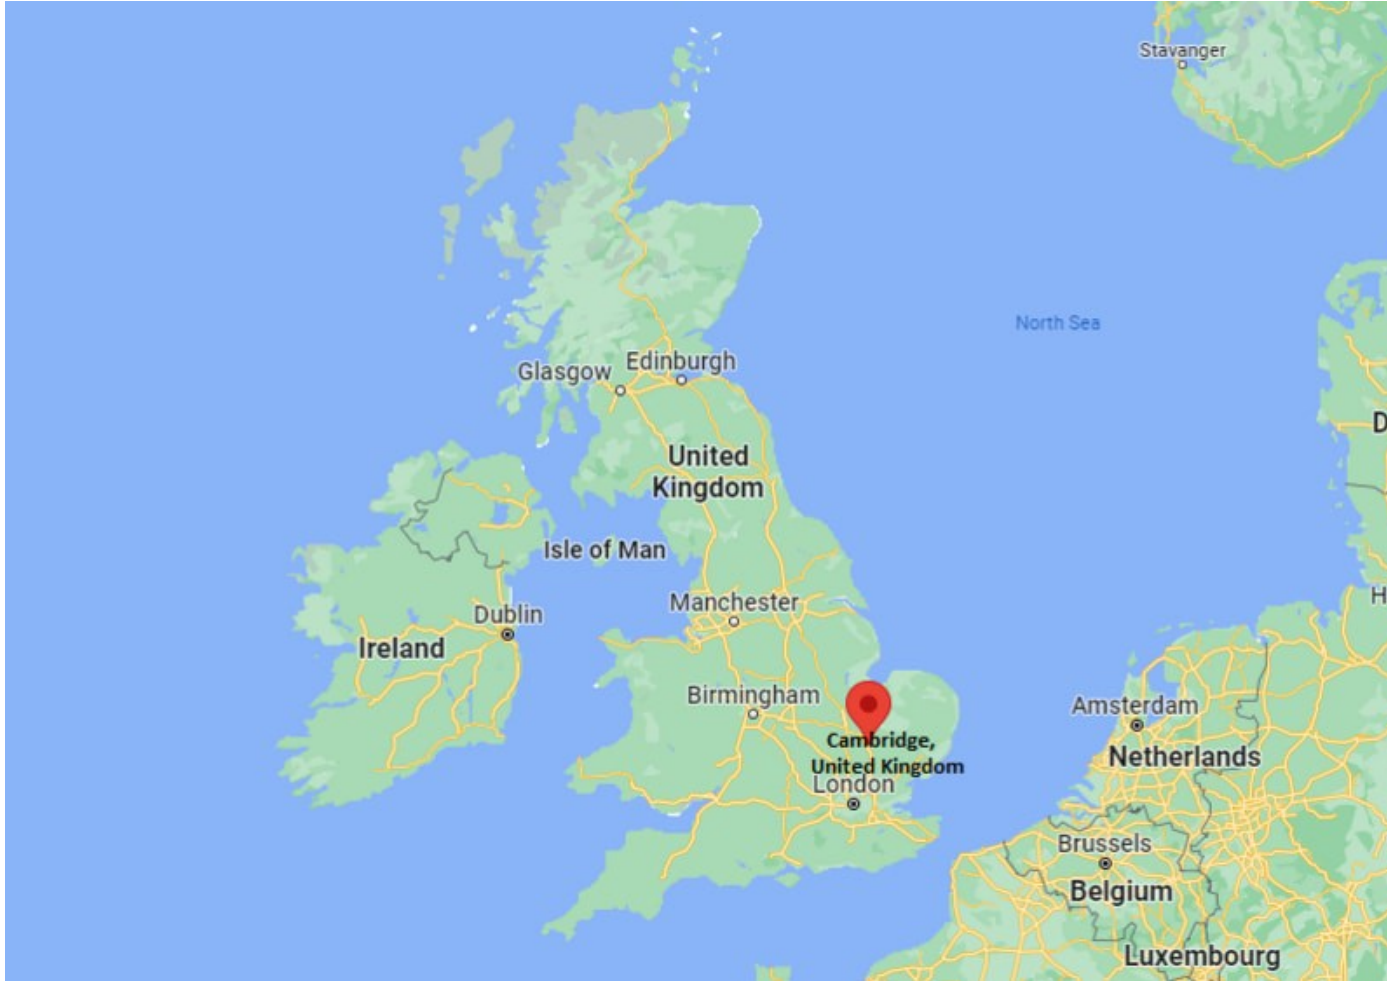 Stavanger
North Sea
Edinburgh
Glasgow
D
United
Kingdom
Isle of Man
H
Manchester
Dublin
Ireland
Birmingham
Amsterdam
Cambridge,
United Kingdom
Netherlands
London
Brussels
Belgium
Luxembourg